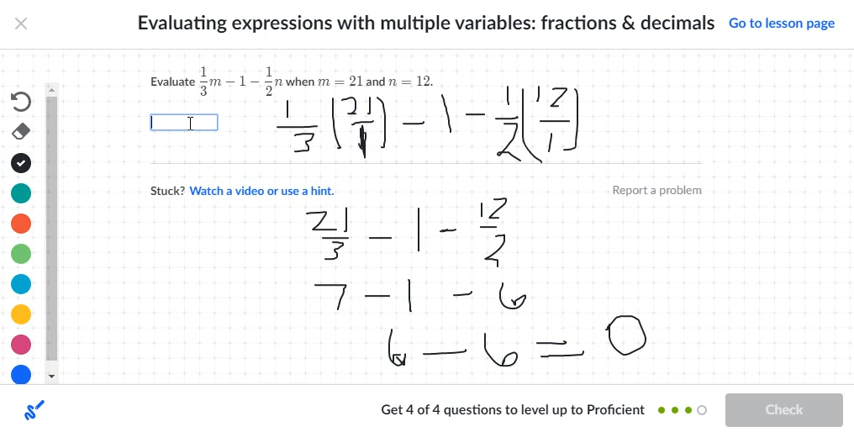 Evaluating expressions with multiple variables: fractions & decimals
Go to lesson page
Evaluate 1/3 m − 1 − 1/2 n when m = 21 and n = 12.
1/3 (21/1) − 1 − 1/2 (12/1)
Stuck? Watch a video or use a hint.
Report a problem
21/3 − 1 − 12/2
7 − 1 − 6
6 − 6 = 0
Get 4 of 4 questions to level up to Proficient
Check